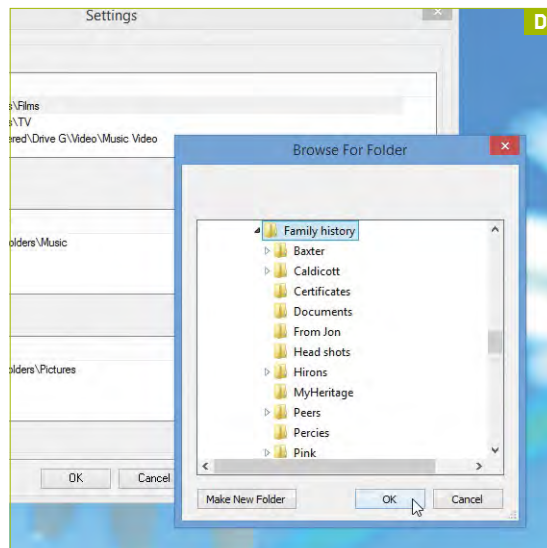 Settings
D
s\Films
s\TV
ered\Drive G\Video\Music Video
Browse For Folder
Family history
Baxter
Caldicott
Certificates
Documents
From Jon
Head shots
Hirons
MyHeritage
Peers
Percies
Pink
olders\Music
olders\Pictures
OK Cancel
Make New Folder OK Cancel